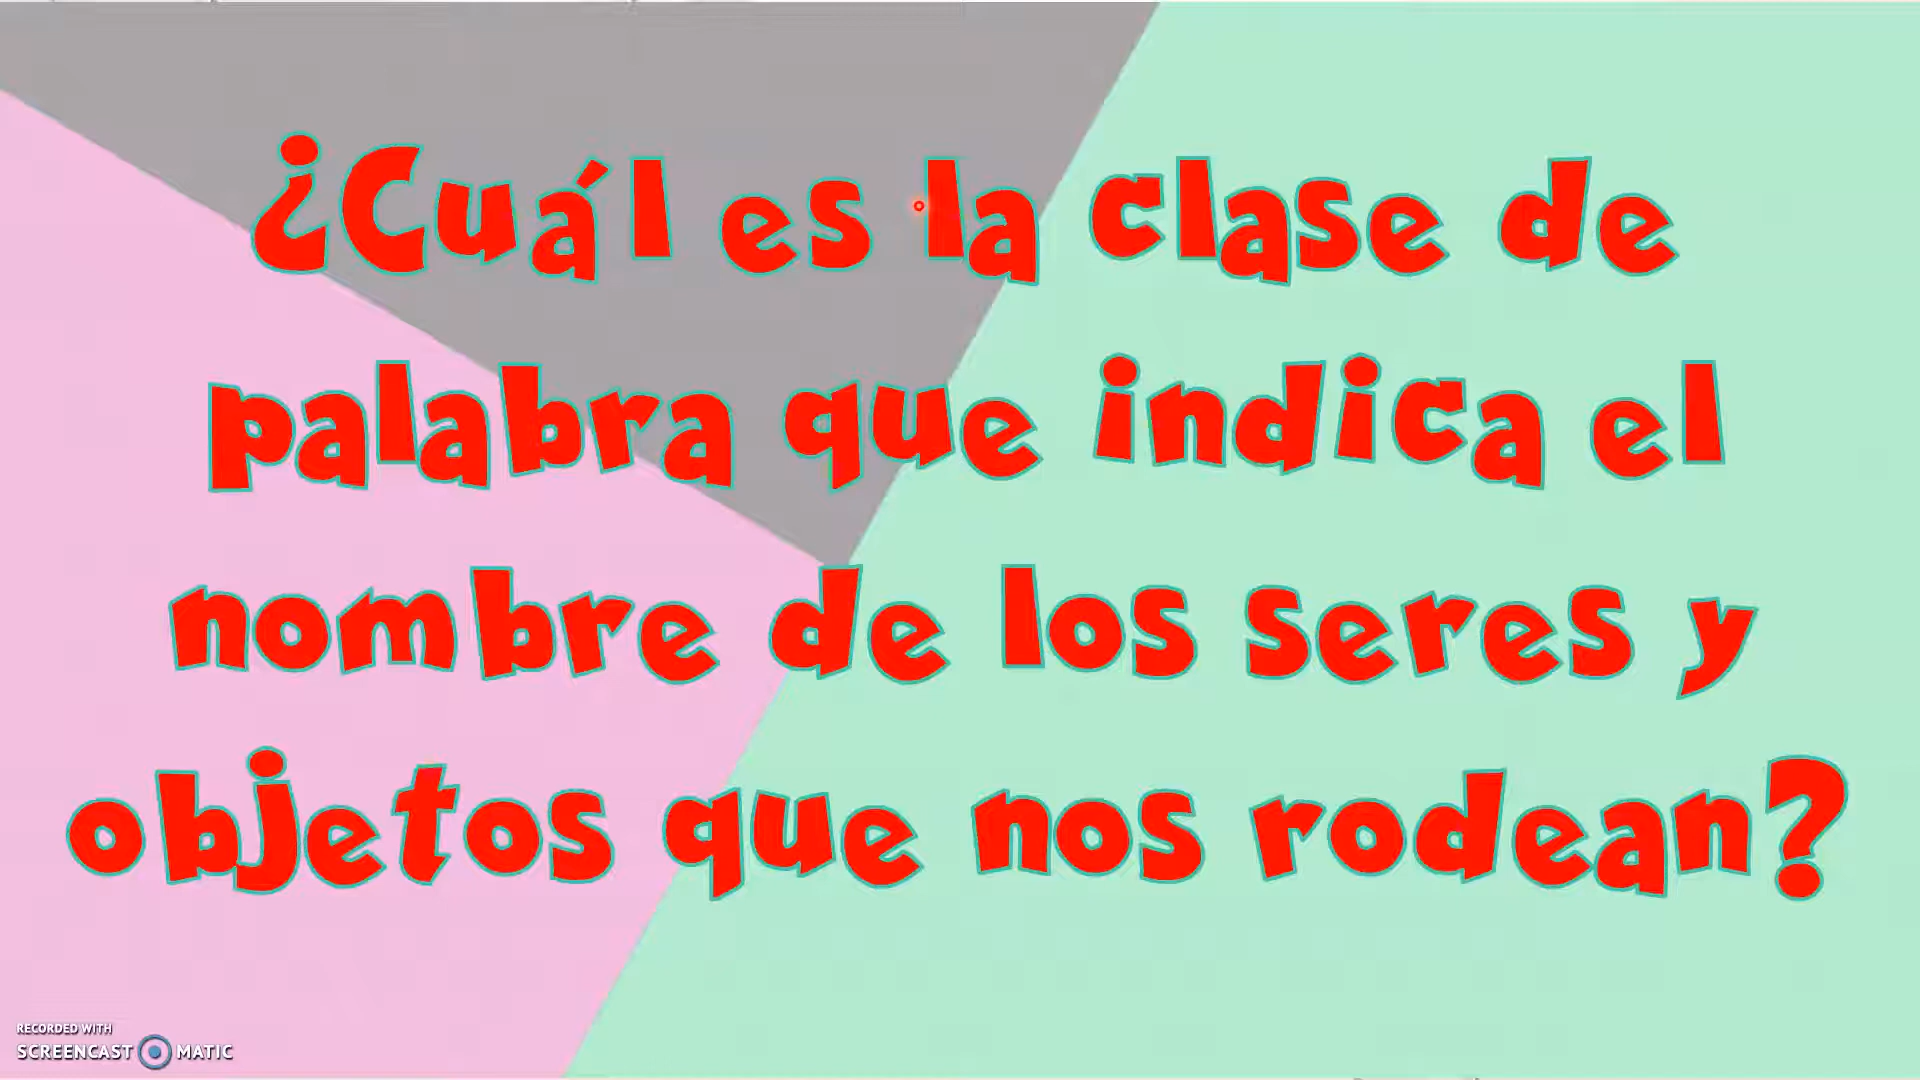 ¿Cuál es la clase de
palabra que indica el
nombre de los seres y
objetos que nos rodean?
RECORDED WITH
SCREENCAST MATIC